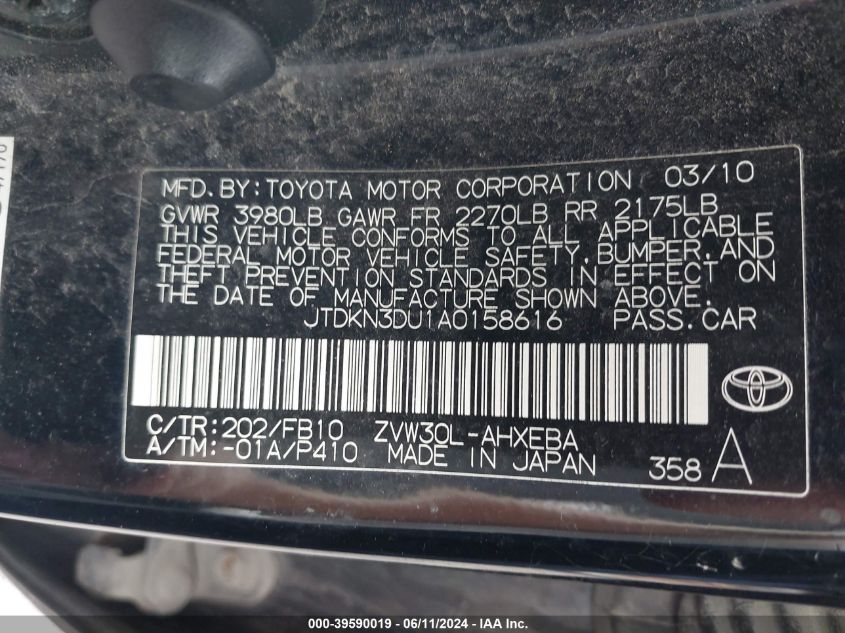 MFD. BY: TOYOTA MOTOR CORPORATION 03/10
GVWR 3980LB GAWR FR 2270LB RR 2175LB
THIS VEHICLE CONFORMS TO ALL APPLICABLE
FEDERAL MOTOR VEHICLE SAFETY, BUMPER, AND
THEFT PREVENTION STANDARDS IN EFFECT ON
THE DATE OF MANUFACTURE SHOWN ABOVE.
JTDKN3DU1A0158616 PASS. CAR
C/TR: 202/FB10 ZVW30L-AHXEBA
A/TM: -01A/P410 MADE IN JAPAN 358 A
000-39590019 - 06/11/2024 - IAA Inc.